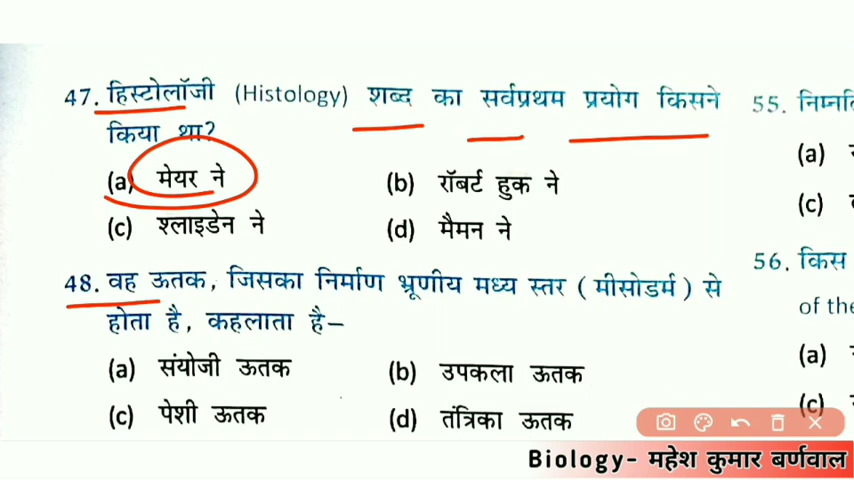 47. हिस्टोलॉजी (Histology) शब्द का सर्वप्रथम प्रयोग किसने
किया था?
(a) मेयर ने (b) रॉबर्ट हुक ने
(c) श्लाइडेन ने (d) मैमन ने
48. वह ऊतक, जिसका निर्माण भ्रूणीय मध्य स्तर (मीसोडर्म) से
होता है, कहलाता है–
(a) संयोजी ऊतक (b) उपकला ऊतक
(c) पेशी ऊतक (d) तंत्रिका ऊतक
55.
(a)
(c)
56. किस
of the
(a)
(c)
Biology- महेश कुमार बर्णवाल